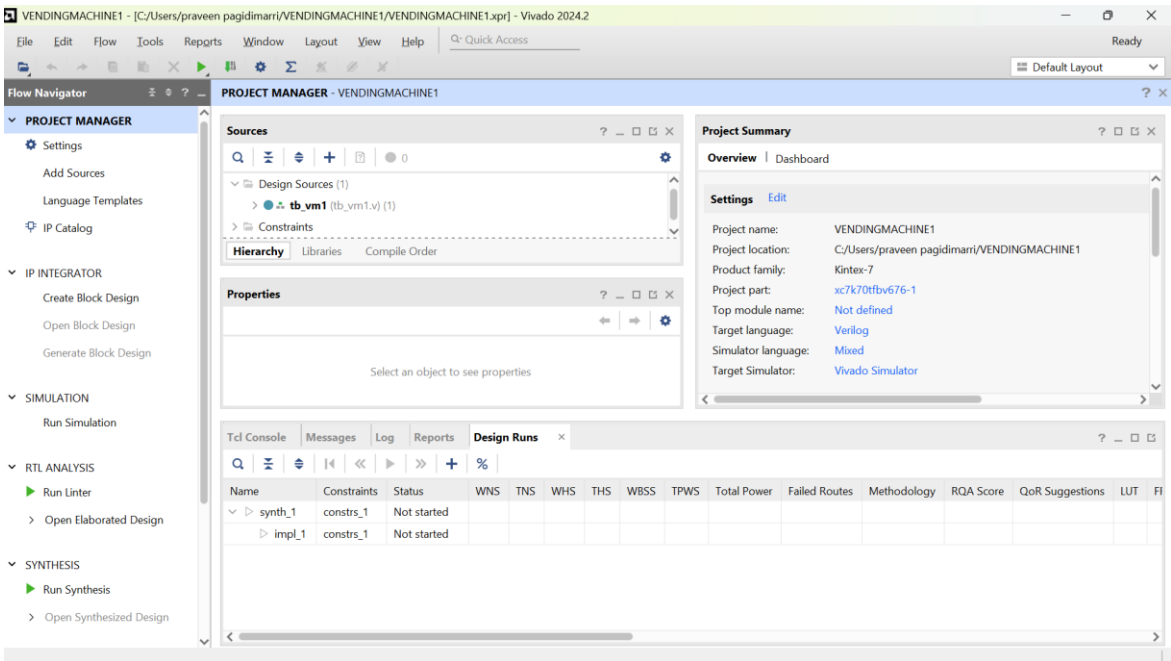 VENDINGMACHINE1 - [C:/Users/praveen pagidimarri/VENDINGMACHINE1/VENDINGMACHINE1.xpr] - Vivado 2024.2
File Edit Flow Tools Reports Window Layout View Help Quick Access Ready
Default Layout
Flow Navigator
PROJECT MANAGER
Settings
Add Sources
Language Templates
IP Catalog
IP INTEGRATOR
Create Block Design
Open Block Design
Generate Block Design
SIMULATION
Run Simulation
RTL ANALYSIS
Run Linter
Open Elaborated Design
SYNTHESIS
Run Synthesis
Open Synthesized Design
PROJECT MANAGER - VENDINGMACHINE1
Sources
0
Design Sources (1)
tb_vm1 (tb_vm1.v) (1)
Constraints
Hierarchy Libraries Compile Order
Properties
Select an object to see properties
Project Summary
Overview | Dashboard
Settings Edit
Project name: VENDINGMACHINE1
Project location: C:/Users/praveen pagidimarri/VENDINGMACHINE1
Product family: Kintex-7
Project part: xc7k70tfbv676-1
Top module name: Not defined
Target language: Verilog
Simulator language: Mixed
Target Simulator: Vivado Simulator
Tcl Console Messages Log Reports Design Runs
Name Constraints Status WNS TNS WHS THS WBSS TPWS Total Power Failed Routes Methodology RQA Score QoR Suggestions LUT
synth_1 constrs_1 Not started
impl_1 constrs_1 Not started